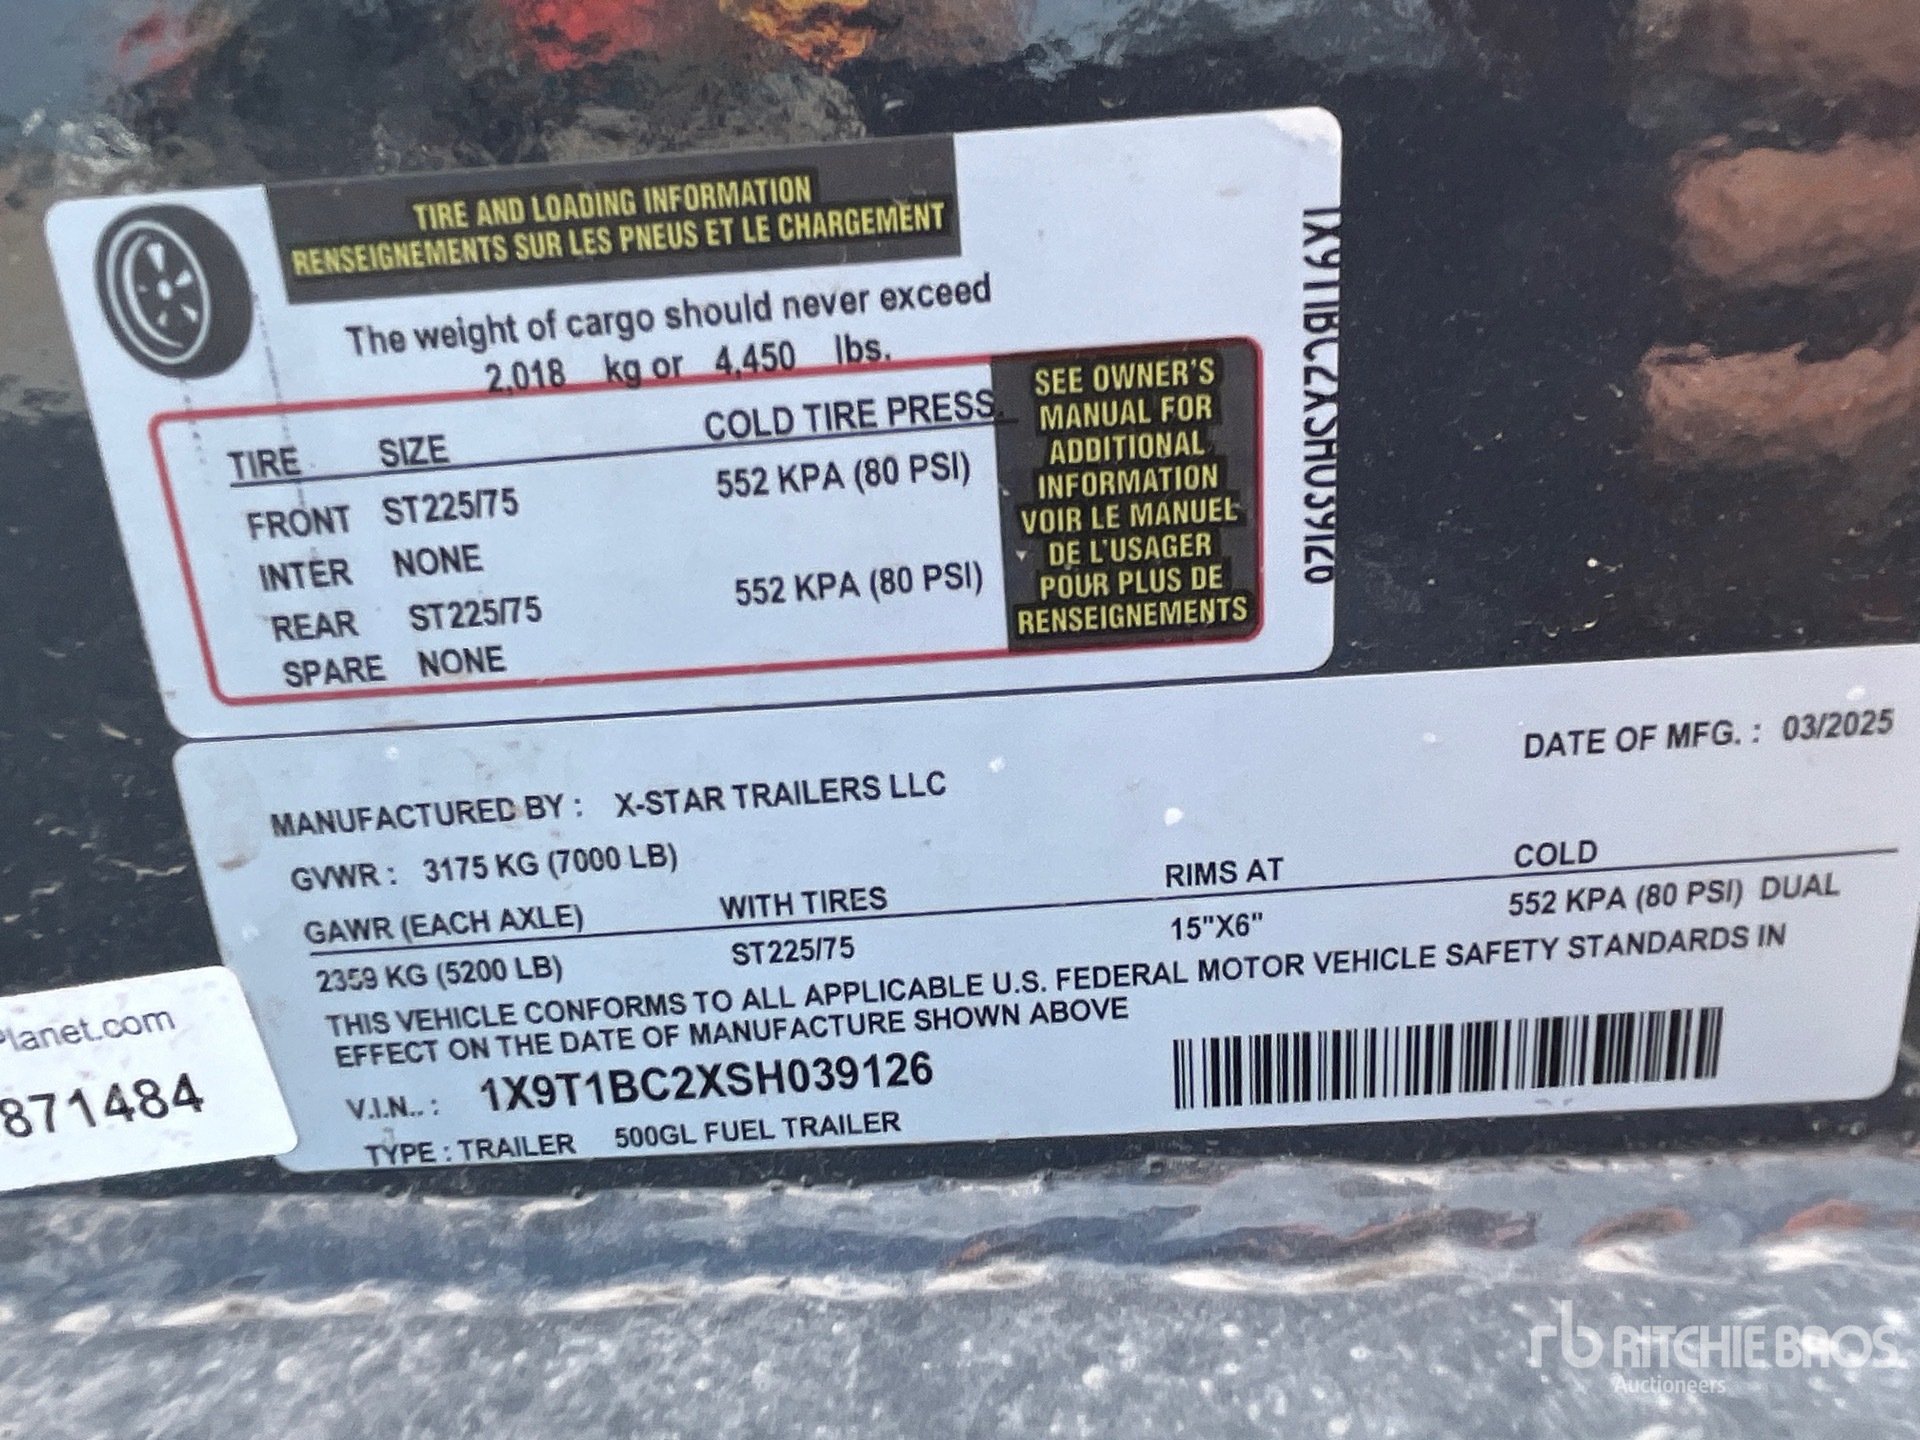 TIRE AND LOADING INFORMATION
RENSEIGNEMENTS SUR LES PNEUS ET LE CHARGEMENT
The weight of cargo should never exceed
2,018 kg or 4,450 lbs.
TIRE SIZE COLD TIRE PRESS.
FRONT ST225/75 552 KPA (80 PSI)
INTER NONE
REAR ST225/75 552 KPA (80 PSI)
SPARE NONE
SEE OWNER'S
MANUAL FOR
ADDITIONAL
INFORMATION
VOIR LE MANUEL
DE L'USAGER
POUR PLUS DE
RENSEIGNEMENTS
1X9T1BC2XSH039126
DATE OF MFG. : 03/2025
MANUFACTURED BY : X-STAR TRAILERS LLC
GVWR : 3175 KG (7000 LB)
GAWR (EACH AXLE) WITH TIRES RIMS AT COLD
2359 KG (5200 LB) ST225/75 15"X6" 552 KPA (80 PSI) DUAL
THIS VEHICLE CONFORMS TO ALL APPLICABLE U.S. FEDERAL MOTOR VEHICLE SAFETY STANDARDS IN
EFFECT ON THE DATE OF MANUFACTURE SHOWN ABOVE
V.I.N.. : 1X9T1BC2XSH039126
TYPE : TRAILER 500GL FUEL TRAILER
Planet.com
871484
rb RITCHIE BROS.
Auctioneers